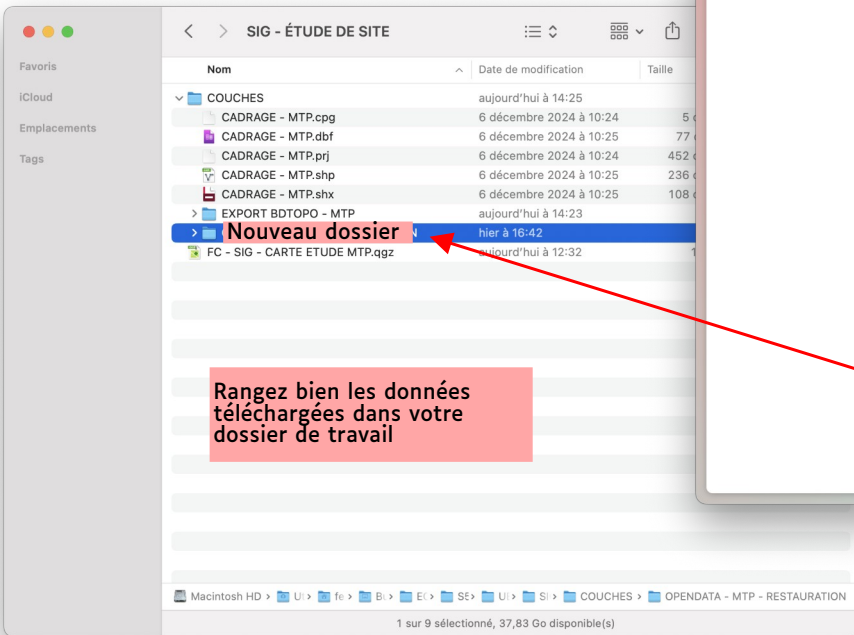 SIG - ÉTUDE DE SITE
Favoris
iCloud
Emplacements
Tags
Nom Date de modification Taille
COUCHES aujourd'hui à 14:25
CADRAGE - MTP.cpg 6 décembre 2024 à 10:24 5
CADRAGE - MTP.dbf 6 décembre 2024 à 10:25 77
CADRAGE - MTP.prj 6 décembre 2024 à 10:24 452
CADRAGE - MTP.shp 6 décembre 2024 à 10:25 236
CADRAGE - MTP.shx 6 décembre 2024 à 10:25 108
EXPORT BDTOPO - MTP aujourd'hui à 14:23
Nouveau dossier hier à 16:42
FC - SIG - CARTE ETUDE MTP.qgz aujourd'hui à 12:32 1
Rangez bien les données
téléchargées dans votre
dossier de travail
Macintosh HD › › › › › › › › COUCHES › OPENDATA - MTP - RESTAURATION
1 sur 9 sélectionné, 37,83 Go disponible(s)